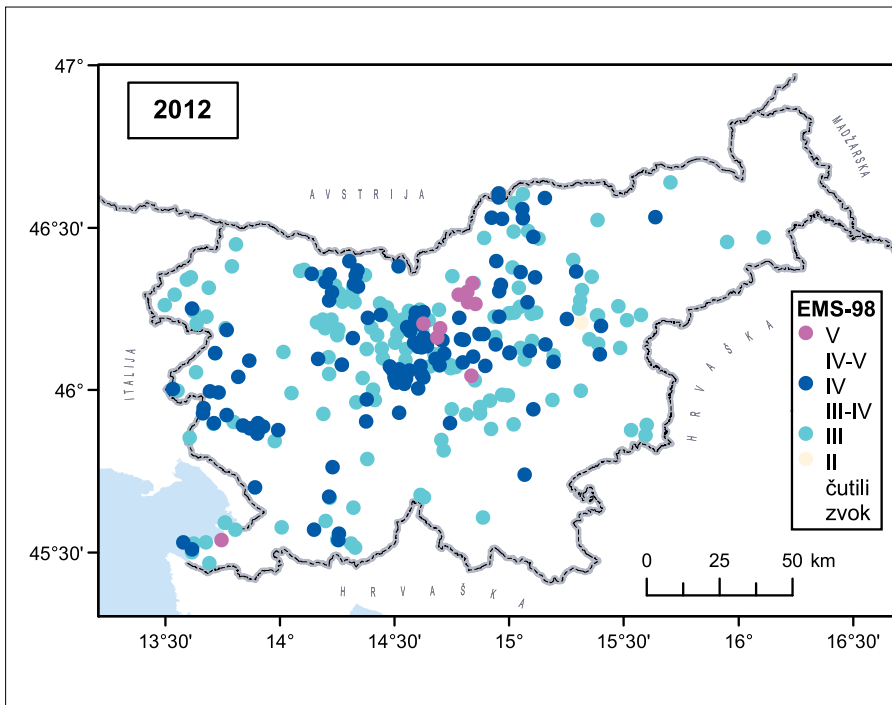 2012
47°
46°30'
46°
45°30'
AVSTRIJA
MADŽARSKA
ITALIJA
HRVAŠKA
HRVAŠKA
EMS-98
V
IV-V
IV
III-IV
III
II
čutili
zvok
0 25 50 km
13°30' 14° 14°30' 15° 15°30' 16° 16°30'